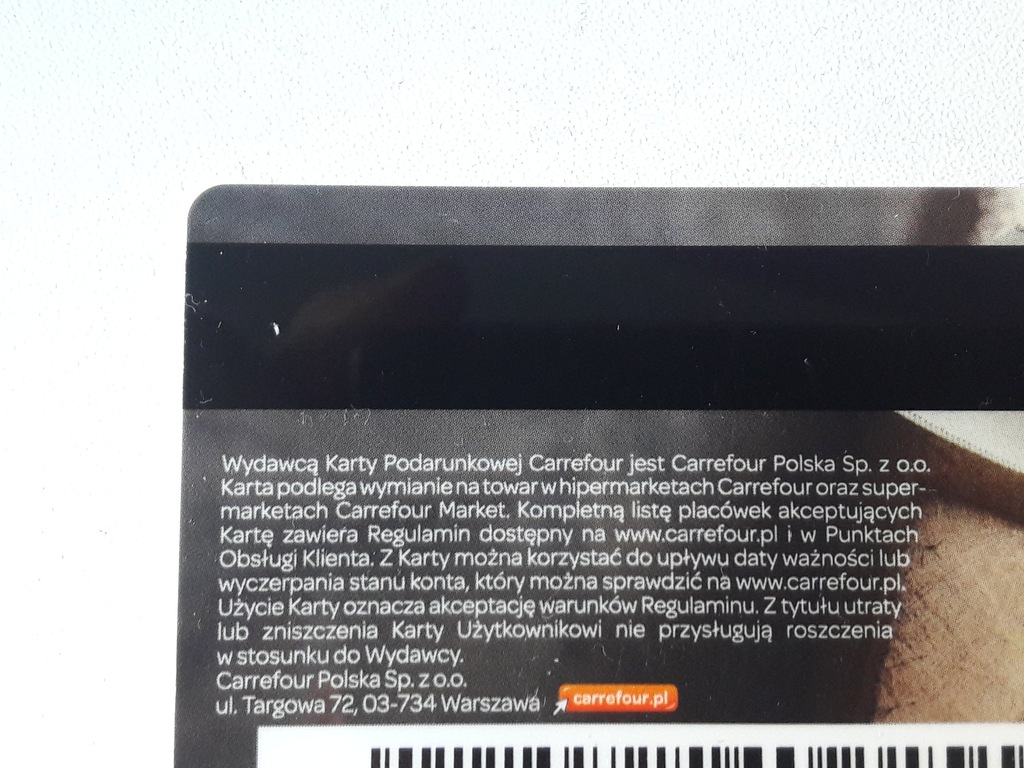 Wydawcą Karty Podarunkowej Carrefour jest Carrefour Polska Sp. z o.o.
Karta podlega wymianie na towar w hipermarketach Carrefour oraz super-
marketach Carrefour Market. Kompletną listę placówek akceptujących
Kartę zawiera Regulamin dostępny na www.carrefour.pl i w Punktach
Obsługi Klienta. Z Karty można korzystać do upływu daty ważności lub
wyczerpania stanu konta, który można sprawdzić na www.carrefour.pl.
Użycie Karty oznacza akceptację warunków Regulaminu. Z tytułu utraty
lub zniszczenia Karty Użytkownikowi nie przysługują roszczenia
w stosunku do Wydawcy.
Carrefour Polska Sp. z o.o.
ul. Targowa 72, 03-734 Warszawa carrefour.pl